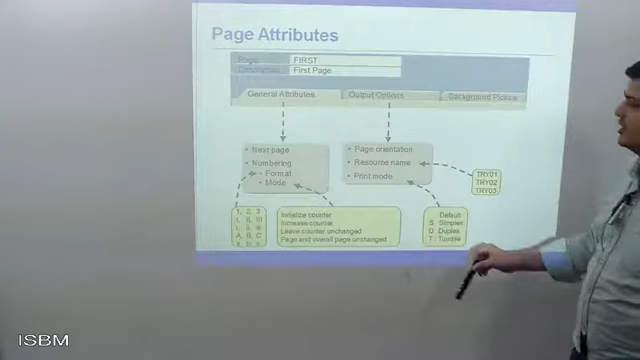 Page Attributes
Page FIRST
Description First Page
General Attributes
Output Options
Background Picture
• Next page
• Numbering
• Format
• Mode
• Page orientation
• Resource name
• Print mode
TRY01
TRY02
TRY03
1, 2, 3
I, II, III
i, ii, iii
A, B, C
a, b, c
Initialize counter
Increase counter
Leave counter unchanged
Page and overall page unchanged
Default
S Simplex
D Duplex
T Tumble
ISBM